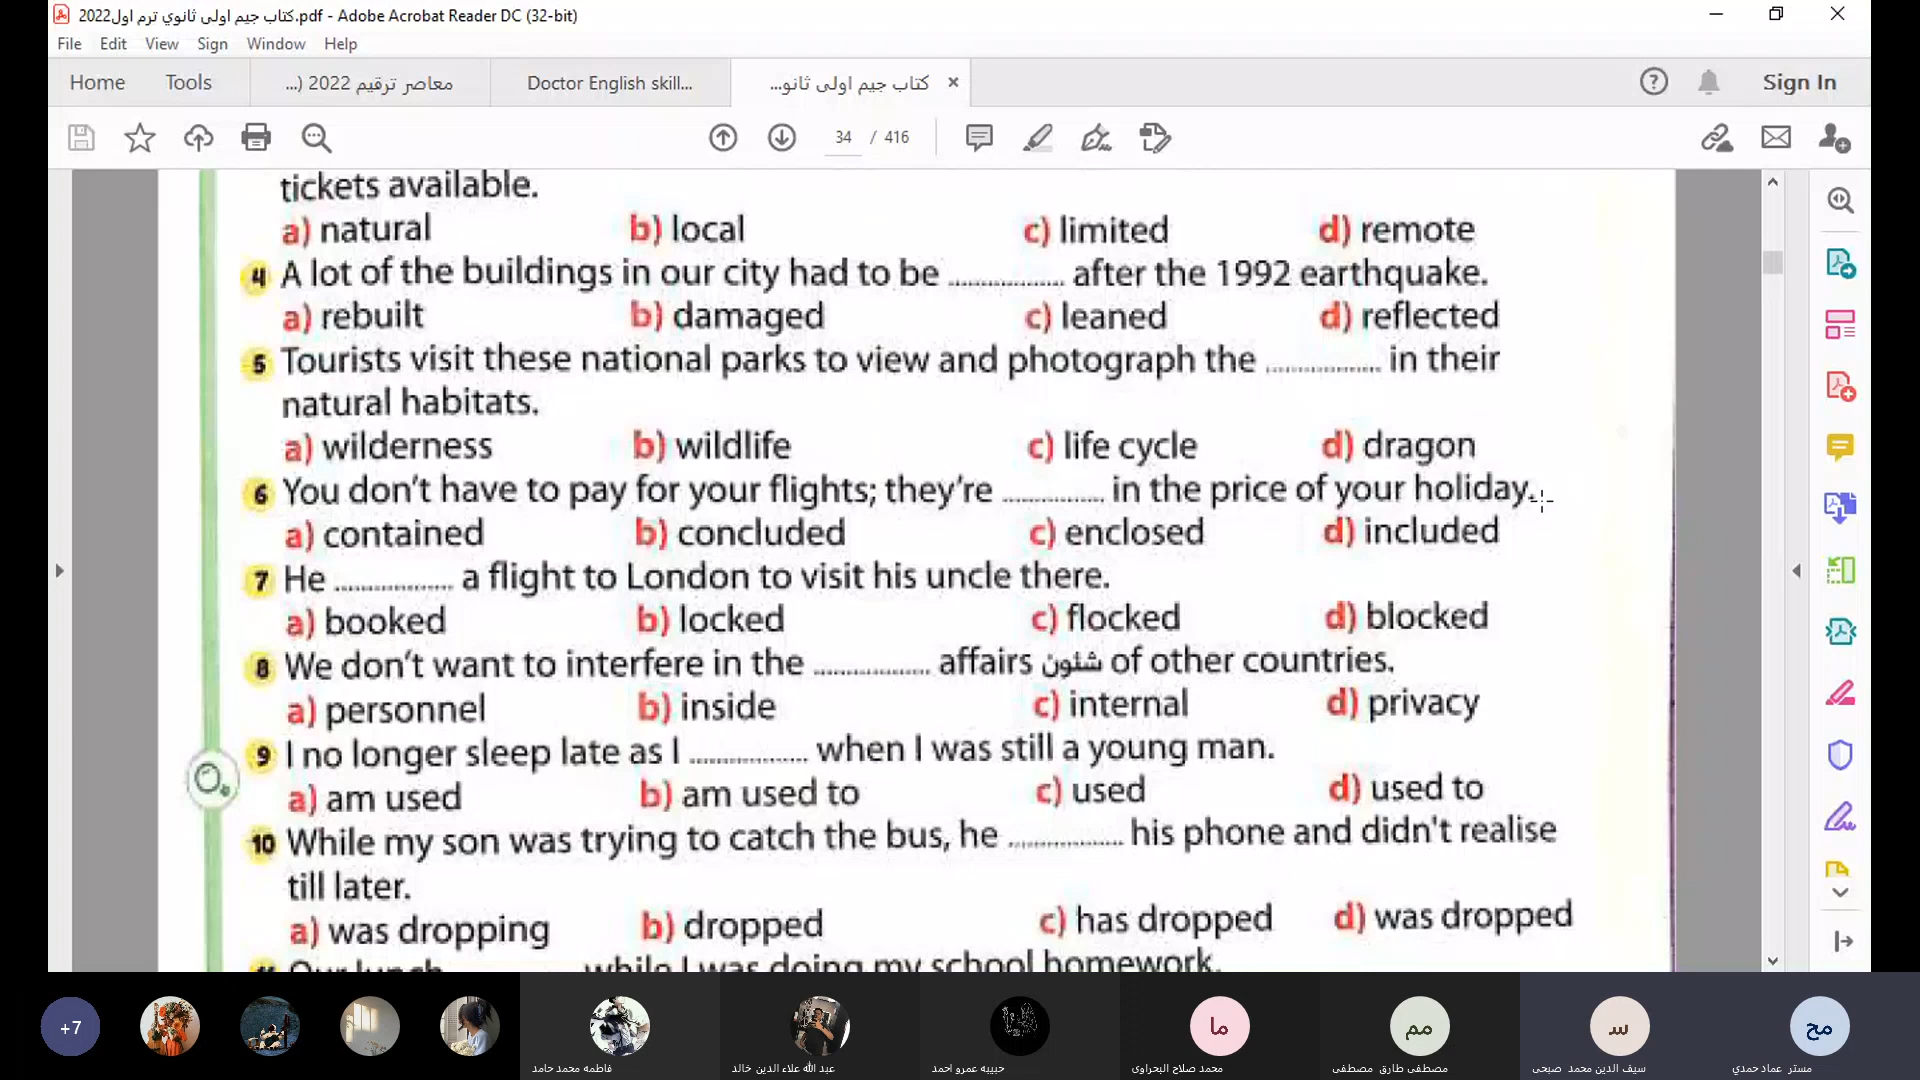 كتاب جيم اولى ثانوي ترم اول2022.pdf - Adobe Acrobat Reader DC (32-bit)
File Edit View Sign Window Help
Home Tools معاصر ترقيم 2022 (... Doctor English skill... كتاب جيم اولى ثانو... × Sign In
34 / 416
tickets available.
a) natural b) local c) limited d) remote
4 A lot of the buildings in our city had to be .................. after the 1992 earthquake.
a) rebuilt b) damaged c) leaned d) reflected
5 Tourists visit these national parks to view and photograph the .................. in their
natural habitats.
a) wilderness b) wildlife c) life cycle d) dragon
6 You don't have to pay for your flights; they're ................ in the price of your holiday.
a) contained b) concluded c) enclosed d) included
7 He .................. a flight to London to visit his uncle there.
a) booked b) locked c) flocked d) blocked
8 We don't want to interfere in the .................. affairs شئون of other countries.
a) personnel b) inside c) internal d) privacy
9 I no longer sleep late as I .................. when I was still a young man.
a) am used b) am used to c) used d) used to
10 While my son was trying to catch the bus, he .................. his phone and didn't realise
till later.
a) was dropping b) dropped c) has dropped d) was dropped
11 Our lunch while I was doing my school homework.
+7 ما مم س مح
فاطمه محمد حامد عبد الله علاء الدين خالد حبيبه عمرو احمد محمد صلاح البحراوى مصطفى طارق مصطفى سيف الدين محمد صبحى مستر عماد حمدي